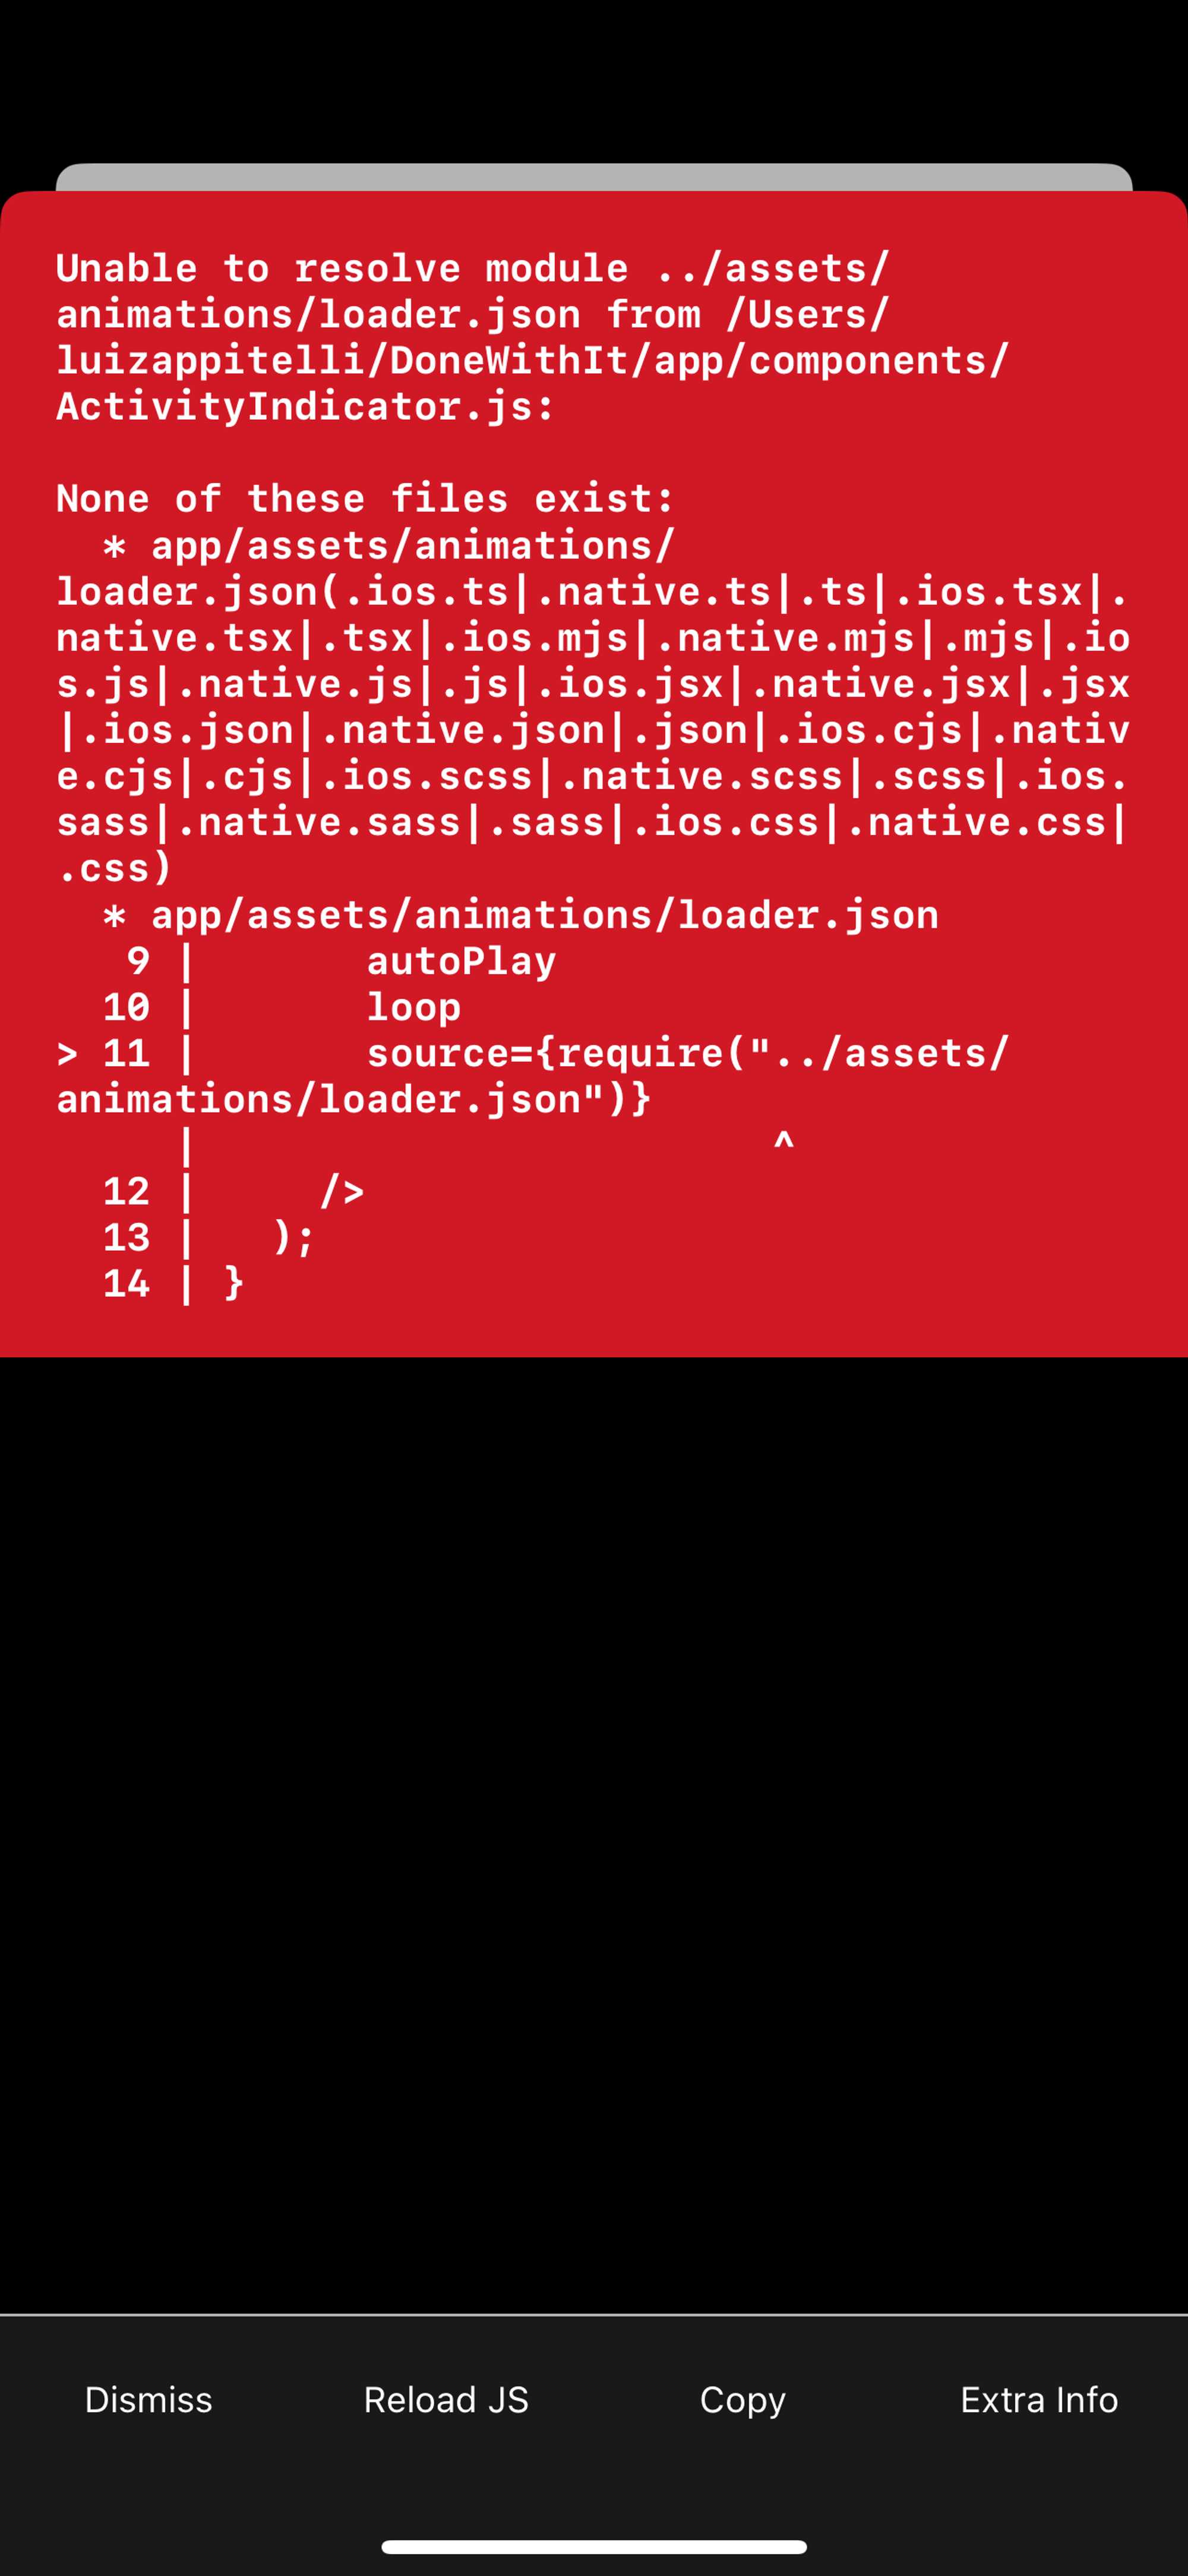 Unable to resolve module ../assets/
animations/loader.json from /Users/
luizappitelli/DoneWithIt/app/components/
ActivityIndicator.js:

None of these files exist:
  * app/assets/animations/
loader.json(.ios.ts|.native.ts|.ts|.ios.tsx|.
native.tsx|.tsx|.ios.mjs|.native.mjs|.mjs|.io
s.js|.native.js|.js|.ios.jsx|.native.jsx|.jsx
|.ios.json|.native.json|.json|.ios.cjs|.nativ
e.cjs|.cjs|.ios.scss|.native.scss|.scss|.ios.
sass|.native.sass|.sass|.ios.css|.native.css|
.css)
  * app/assets/animations/loader.json
   9 |       autoPlay
  10 |       loop
> 11 |       source={require("../assets/
animations/loader.json")}
     |                        ^
  12 |     />
  13 |   );
  14 | }
Dismiss Reload JS Copy Extra Info